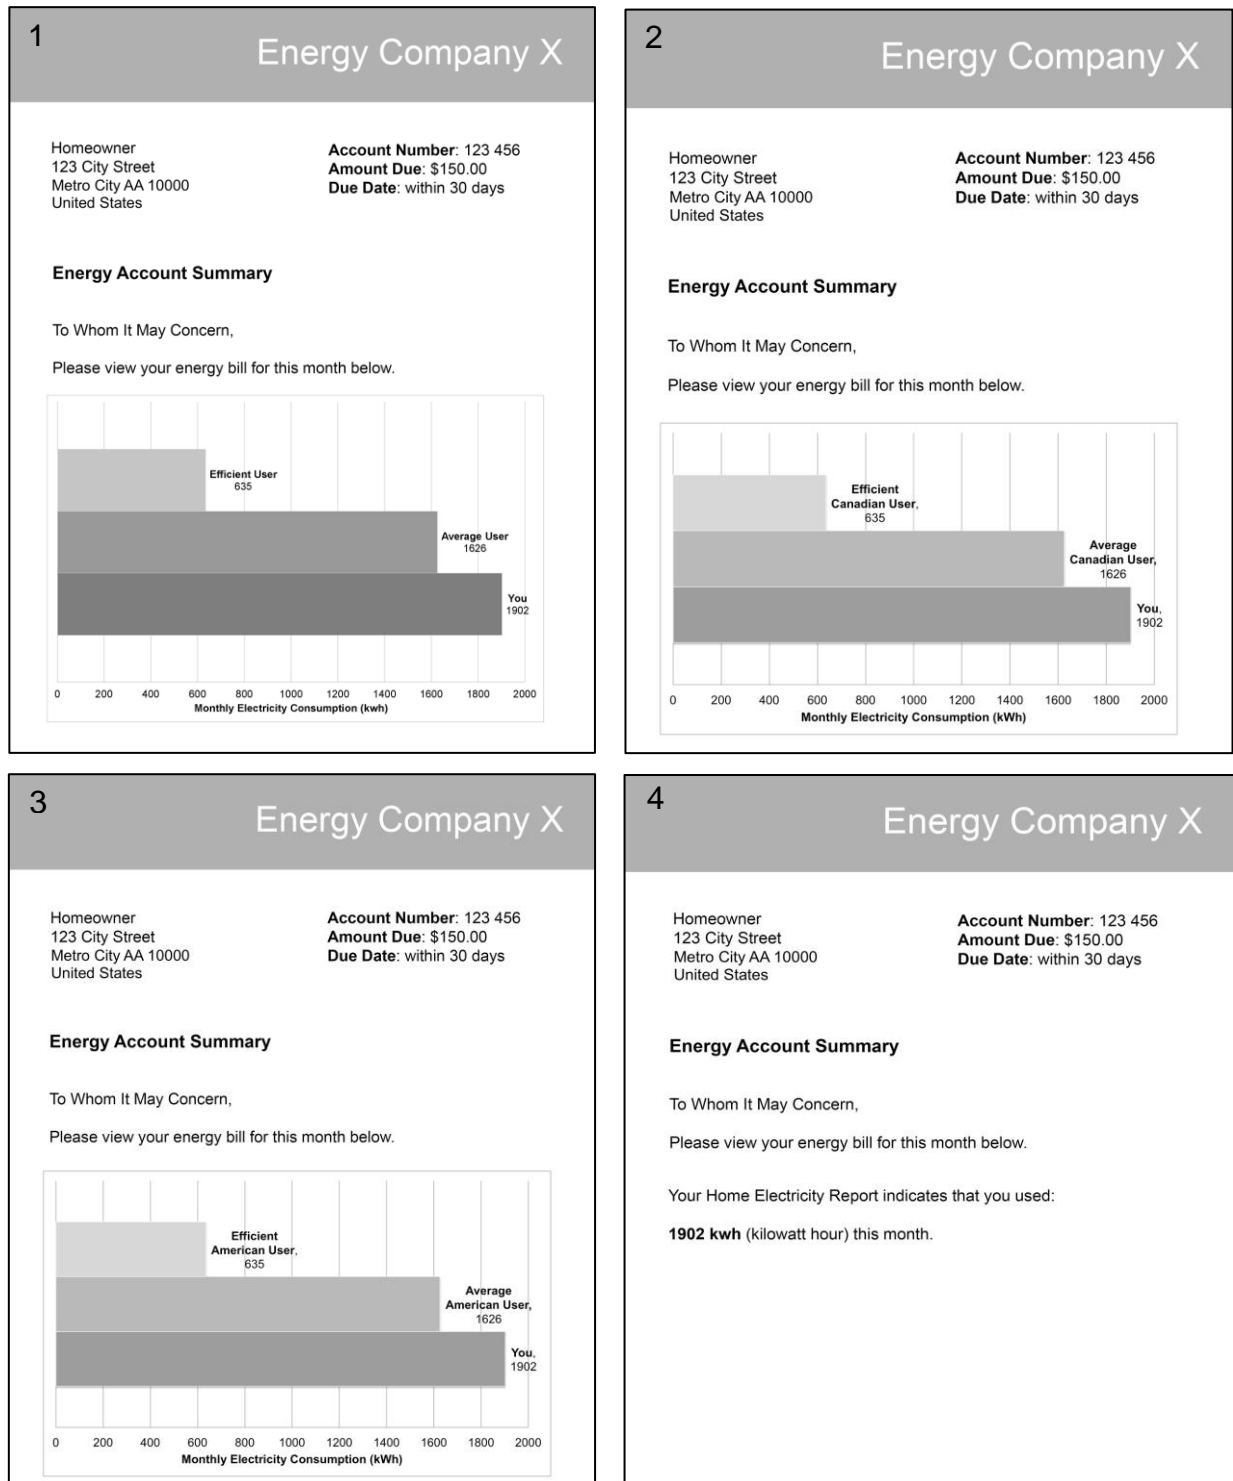 1
Energy Company X
Homeowner
123 City Street
Metro City AA 10000
United States
Account Number: 123 456
Amount Due: $150.00
Due Date: within 30 days
Energy Account Summary
To Whom It May Concern,
Please view your energy bill for this month below.
Efficient User
635
Average User
1626
You
1902
0 200 400 600 800 1000 1200 1400 1600 1800 2000
Monthly Electricity Consumption (kwh)
2
Energy Company X
Homeowner
123 City Street
Metro City AA 10000
United States
Account Number: 123 456
Amount Due: $150.00
Due Date: within 30 days
Energy Account Summary
To Whom It May Concern,
Please view your energy bill for this month below.
Efficient
Canadian User,
635
Average
Canadian User,
1626
You,
1902
0 200 400 600 800 1000 1200 1400 1600 1800 2000
Monthly Electricity Consumption (kWh)
3
Energy Company X
Homeowner
123 City Street
Metro City AA 10000
United States
Account Number: 123 456
Amount Due: $150.00
Due Date: within 30 days
Energy Account Summary
To Whom It May Concern,
Please view your energy bill for this month below.
Efficient
American User,
635
Average
American User,
1626
You,
1902
0 200 400 600 800 1000 1200 1400 1600 1800 2000
Monthly Electricity Consumption (kWh)
4
Energy Company X
Homeowner
123 City Street
Metro City AA 10000
United States
Account Number: 123 456
Amount Due: $150.00
Due Date: within 30 days
Energy Account Summary
To Whom It May Concern,
Please view your energy bill for this month below.
Your Home Electricity Report indicates that you used:
1902 kwh (kilowatt hour) this month.